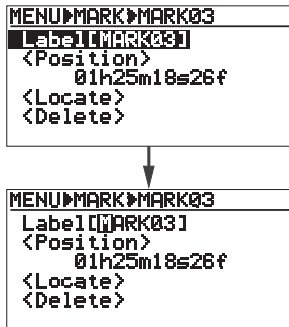 MENU▶MARK▶MARK03
Label[MARK03]
<Position>
01h25m18s26f
<Locate>
<Delete>
MENU▶MARK▶MARK03
Label[MARK03]
<Position>
01h25m18s26f
<Locate>
<Delete>